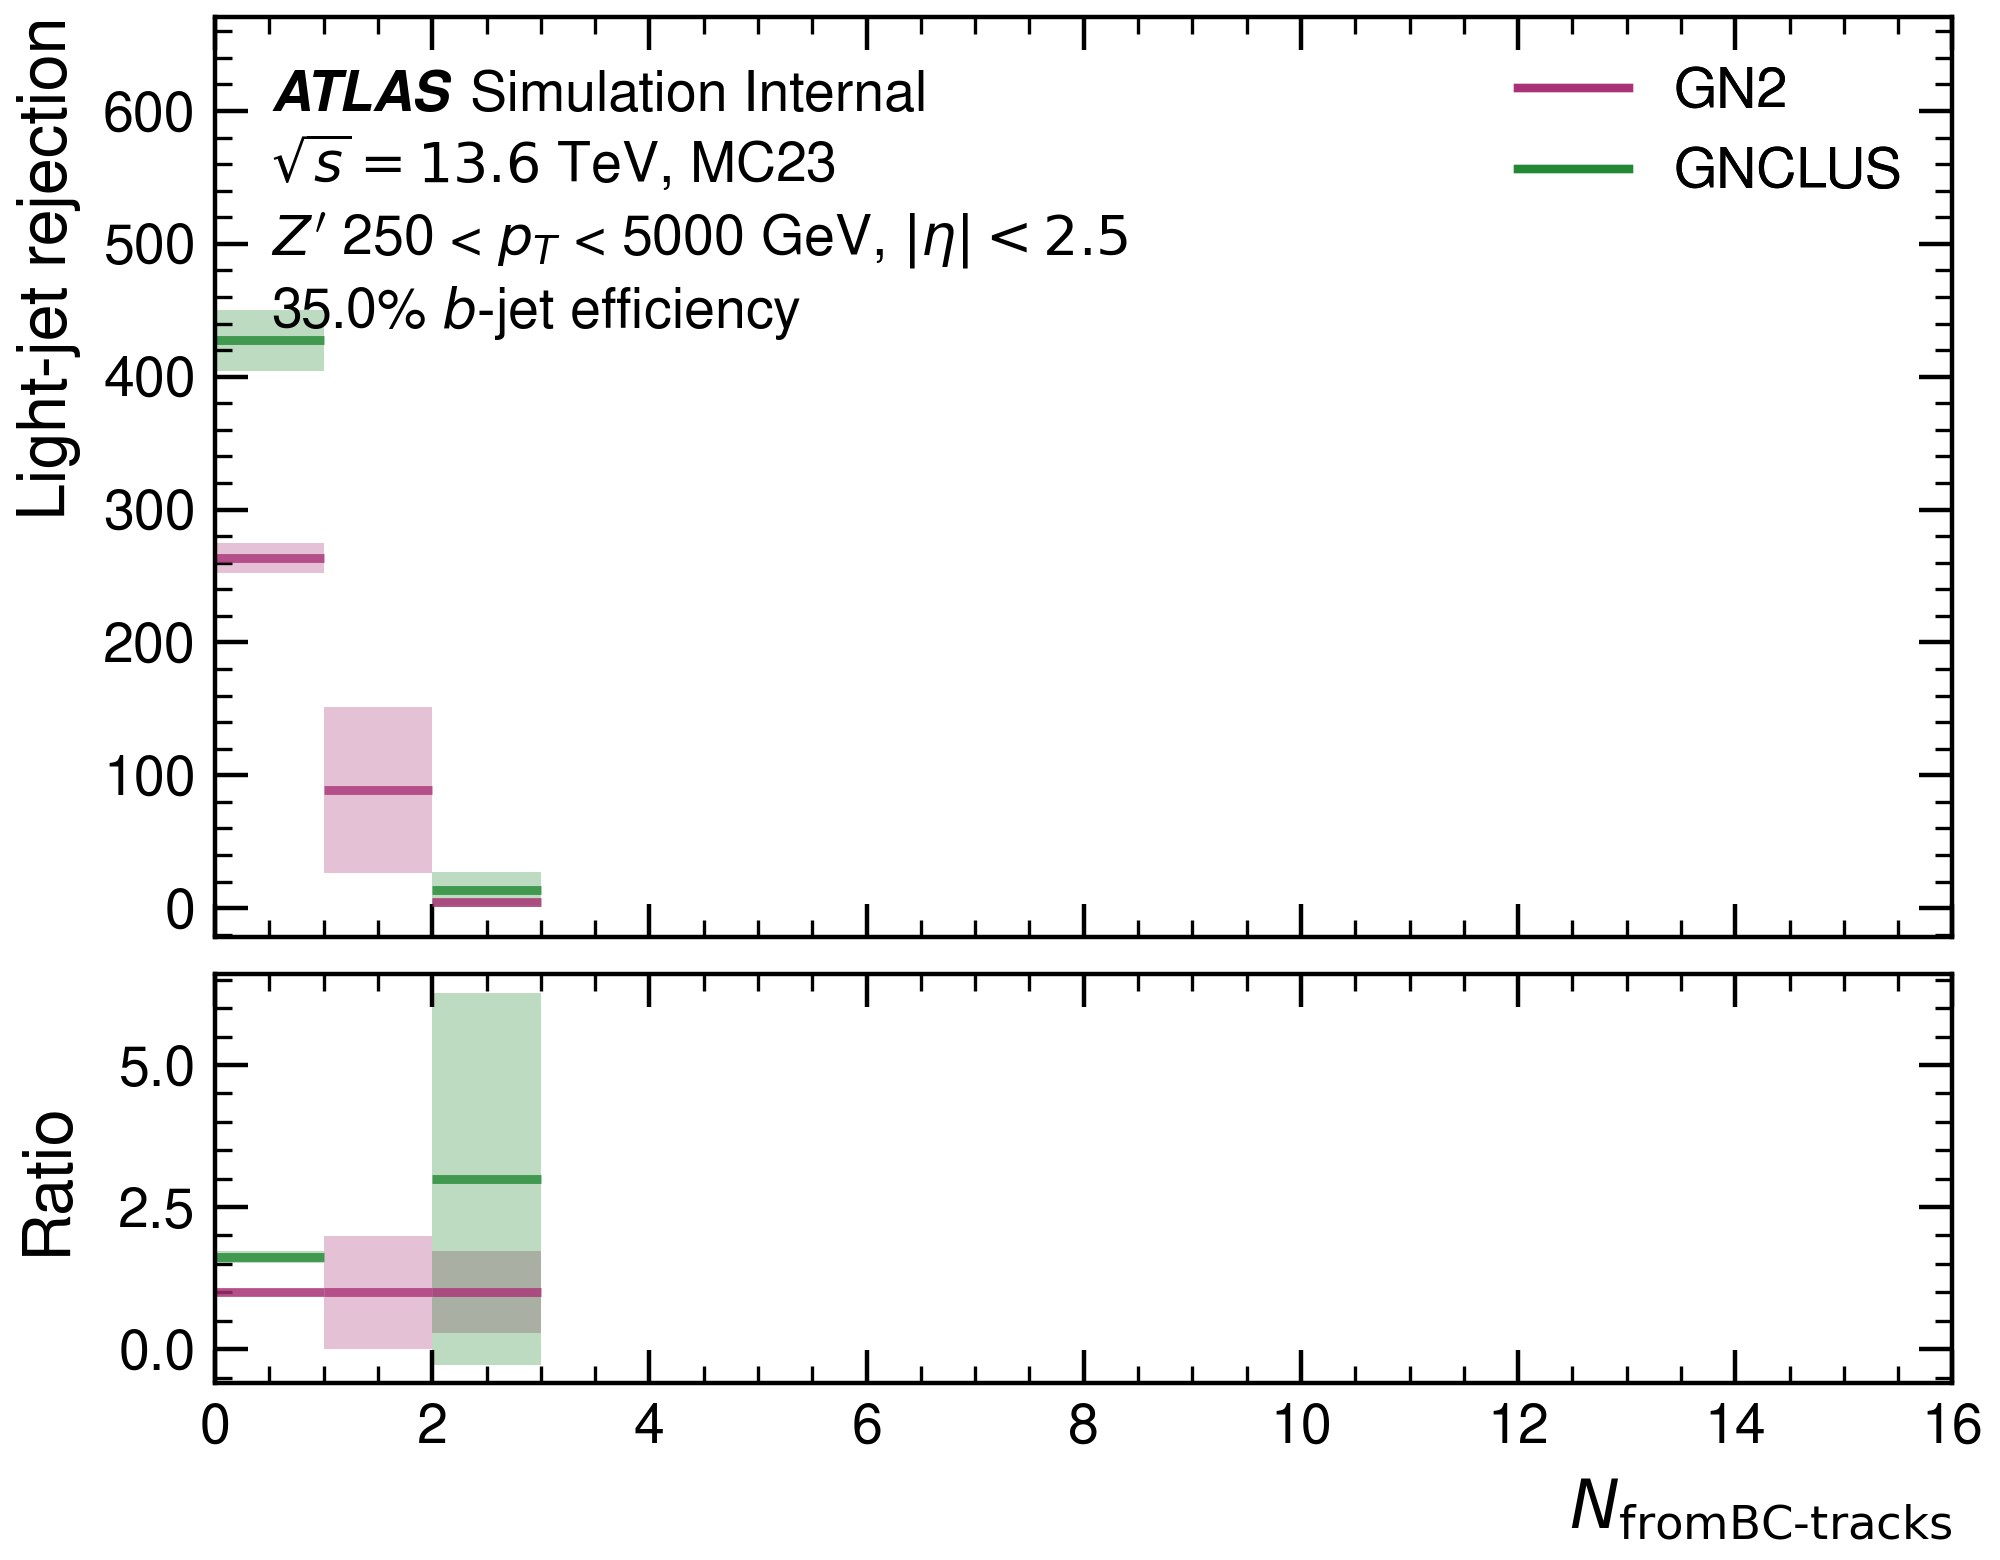 Light-jet rejection
ATLAS Simulation Internal
√s = 13.6 TeV, MC23
Z′ 250 < p_T < 5000 GeV, |η| < 2.5
35.0% b-jet efficiency
GN2
GNCLUS
600
500
400
300
200
100
0
Ratio
5.0
2.5
0.0
0 2 4 6 8 10 12 14 16
N_fromBC-tracks